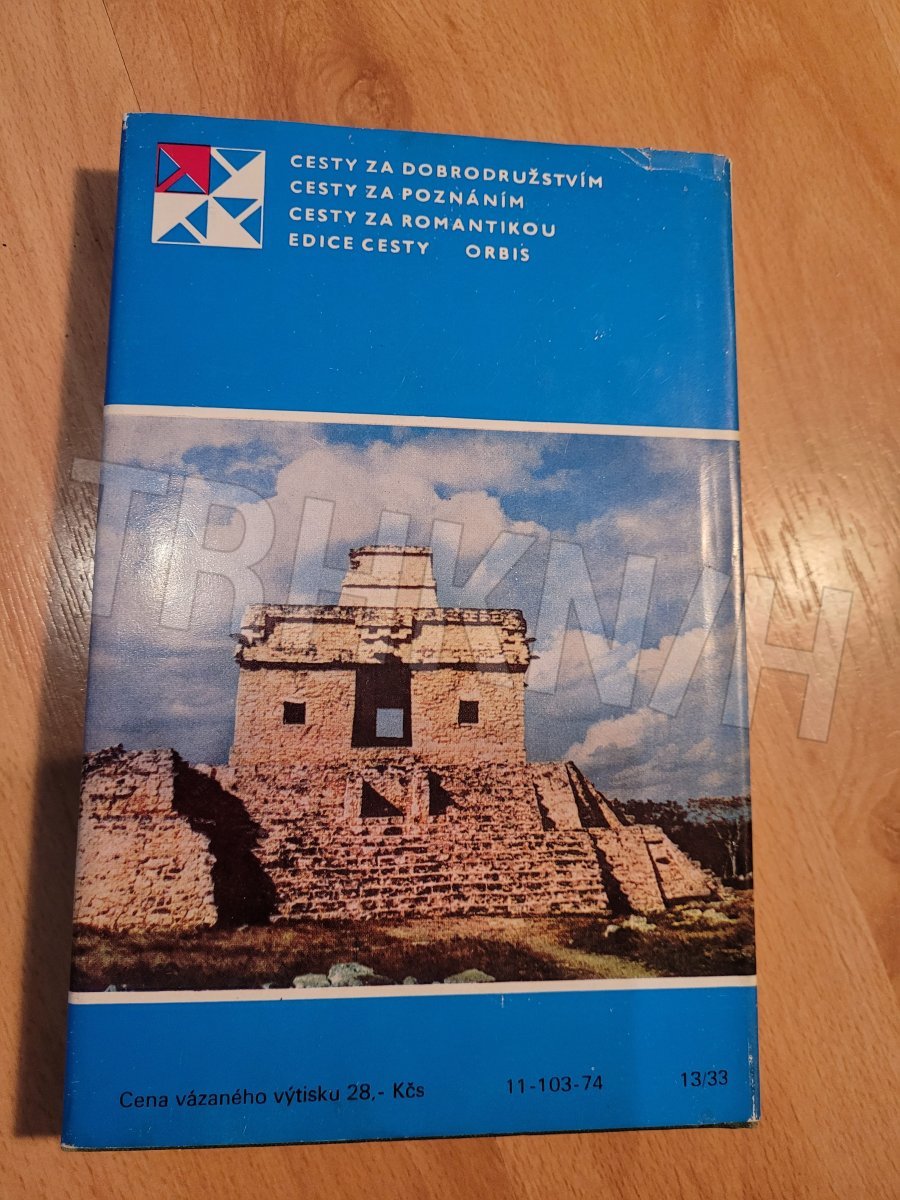 CESTY ZA DOBRODRUŽSTVÍM
CESTY ZA POZNÁNÍM
CESTY ZA ROMANTIKOU
EDICE CESTY ORBIS
TRHKNIH
Cena vázaného výtisku 28,- Kčs 11-103-74 13/33